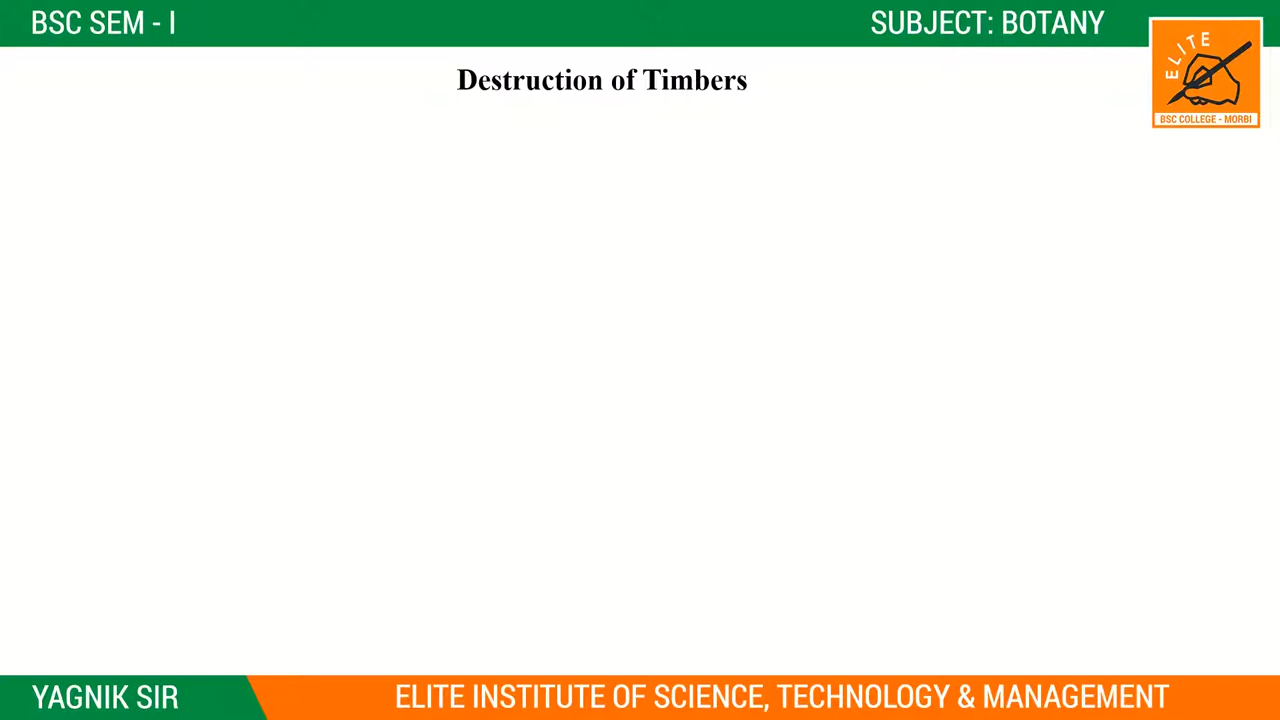 BSC SEM - I
SUBJECT: BOTANY
Destruction of Timbers
ELITE
BSC COLLEGE - MORBI
YAGNIK SIR
ELITE INSTITUTE OF SCIENCE, TECHNOLOGY & MANAGEMENT